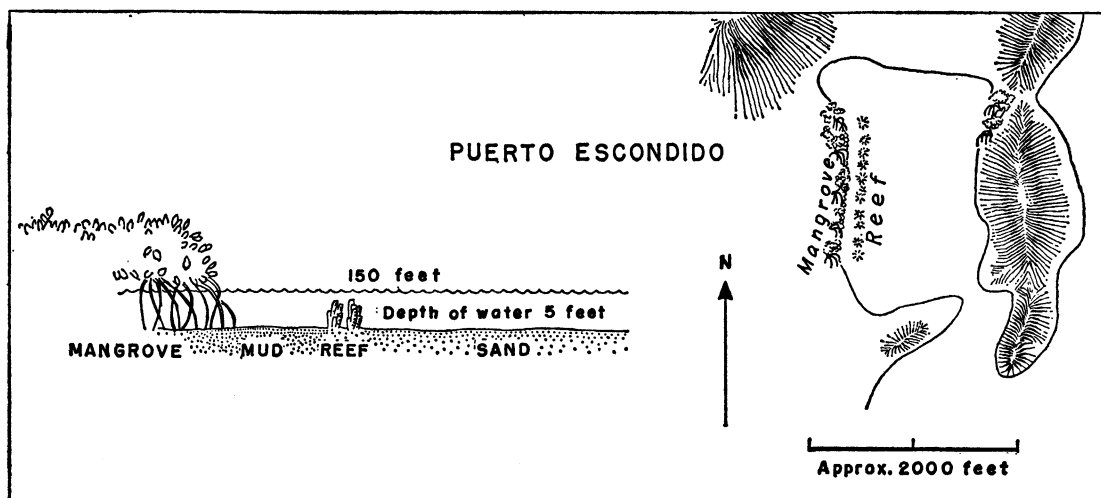 PUERTO ESCONDIDO
150 feet
Depth of water 5 feet
MANGROVE MUD REEF SAND
Mangrove
Reef
N
Approx. 2000 feet